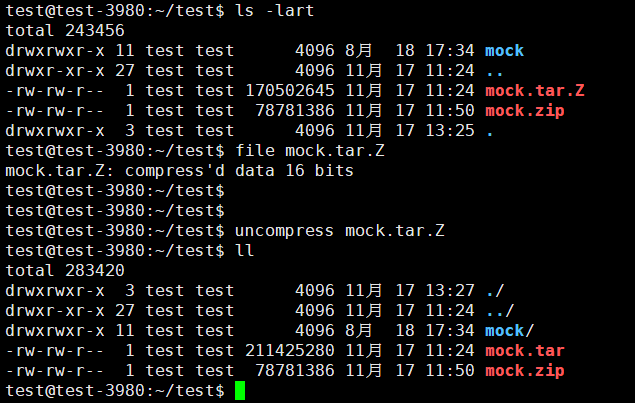 test@test-3980:~/test$ ls -lart
total 243456
drwxrwxr-x 11 test test      4096 8月  18 17:34 mock
drwxr-xr-x 27 test test      4096 11月 17 11:24 ..
-rw-rw-r--  1 test test 170502645 11月 17 11:24 mock.tar.Z
-rw-rw-r--  1 test test  78781386 11月 17 11:50 mock.zip
drwxrwxr-x  3 test test      4096 11月 17 13:25 .
test@test-3980:~/test$ file mock.tar.Z
mock.tar.Z: compress'd data 16 bits
test@test-3980:~/test$
test@test-3980:~/test$
test@test-3980:~/test$ uncompress mock.tar.Z
test@test-3980:~/test$ ll
total 283420
drwxrwxr-x  3 test test      4096 11月 17 13:27 ./
drwxr-xr-x 27 test test      4096 11月 17 11:24 ../
drwxrwxr-x 11 test test      4096 8月  18 17:34 mock/
-rw-rw-r--  1 test test 211425280 11月 17 11:24 mock.tar
-rw-rw-r--  1 test test  78781386 11月 17 11:50 mock.zip
test@test-3980:~/test$